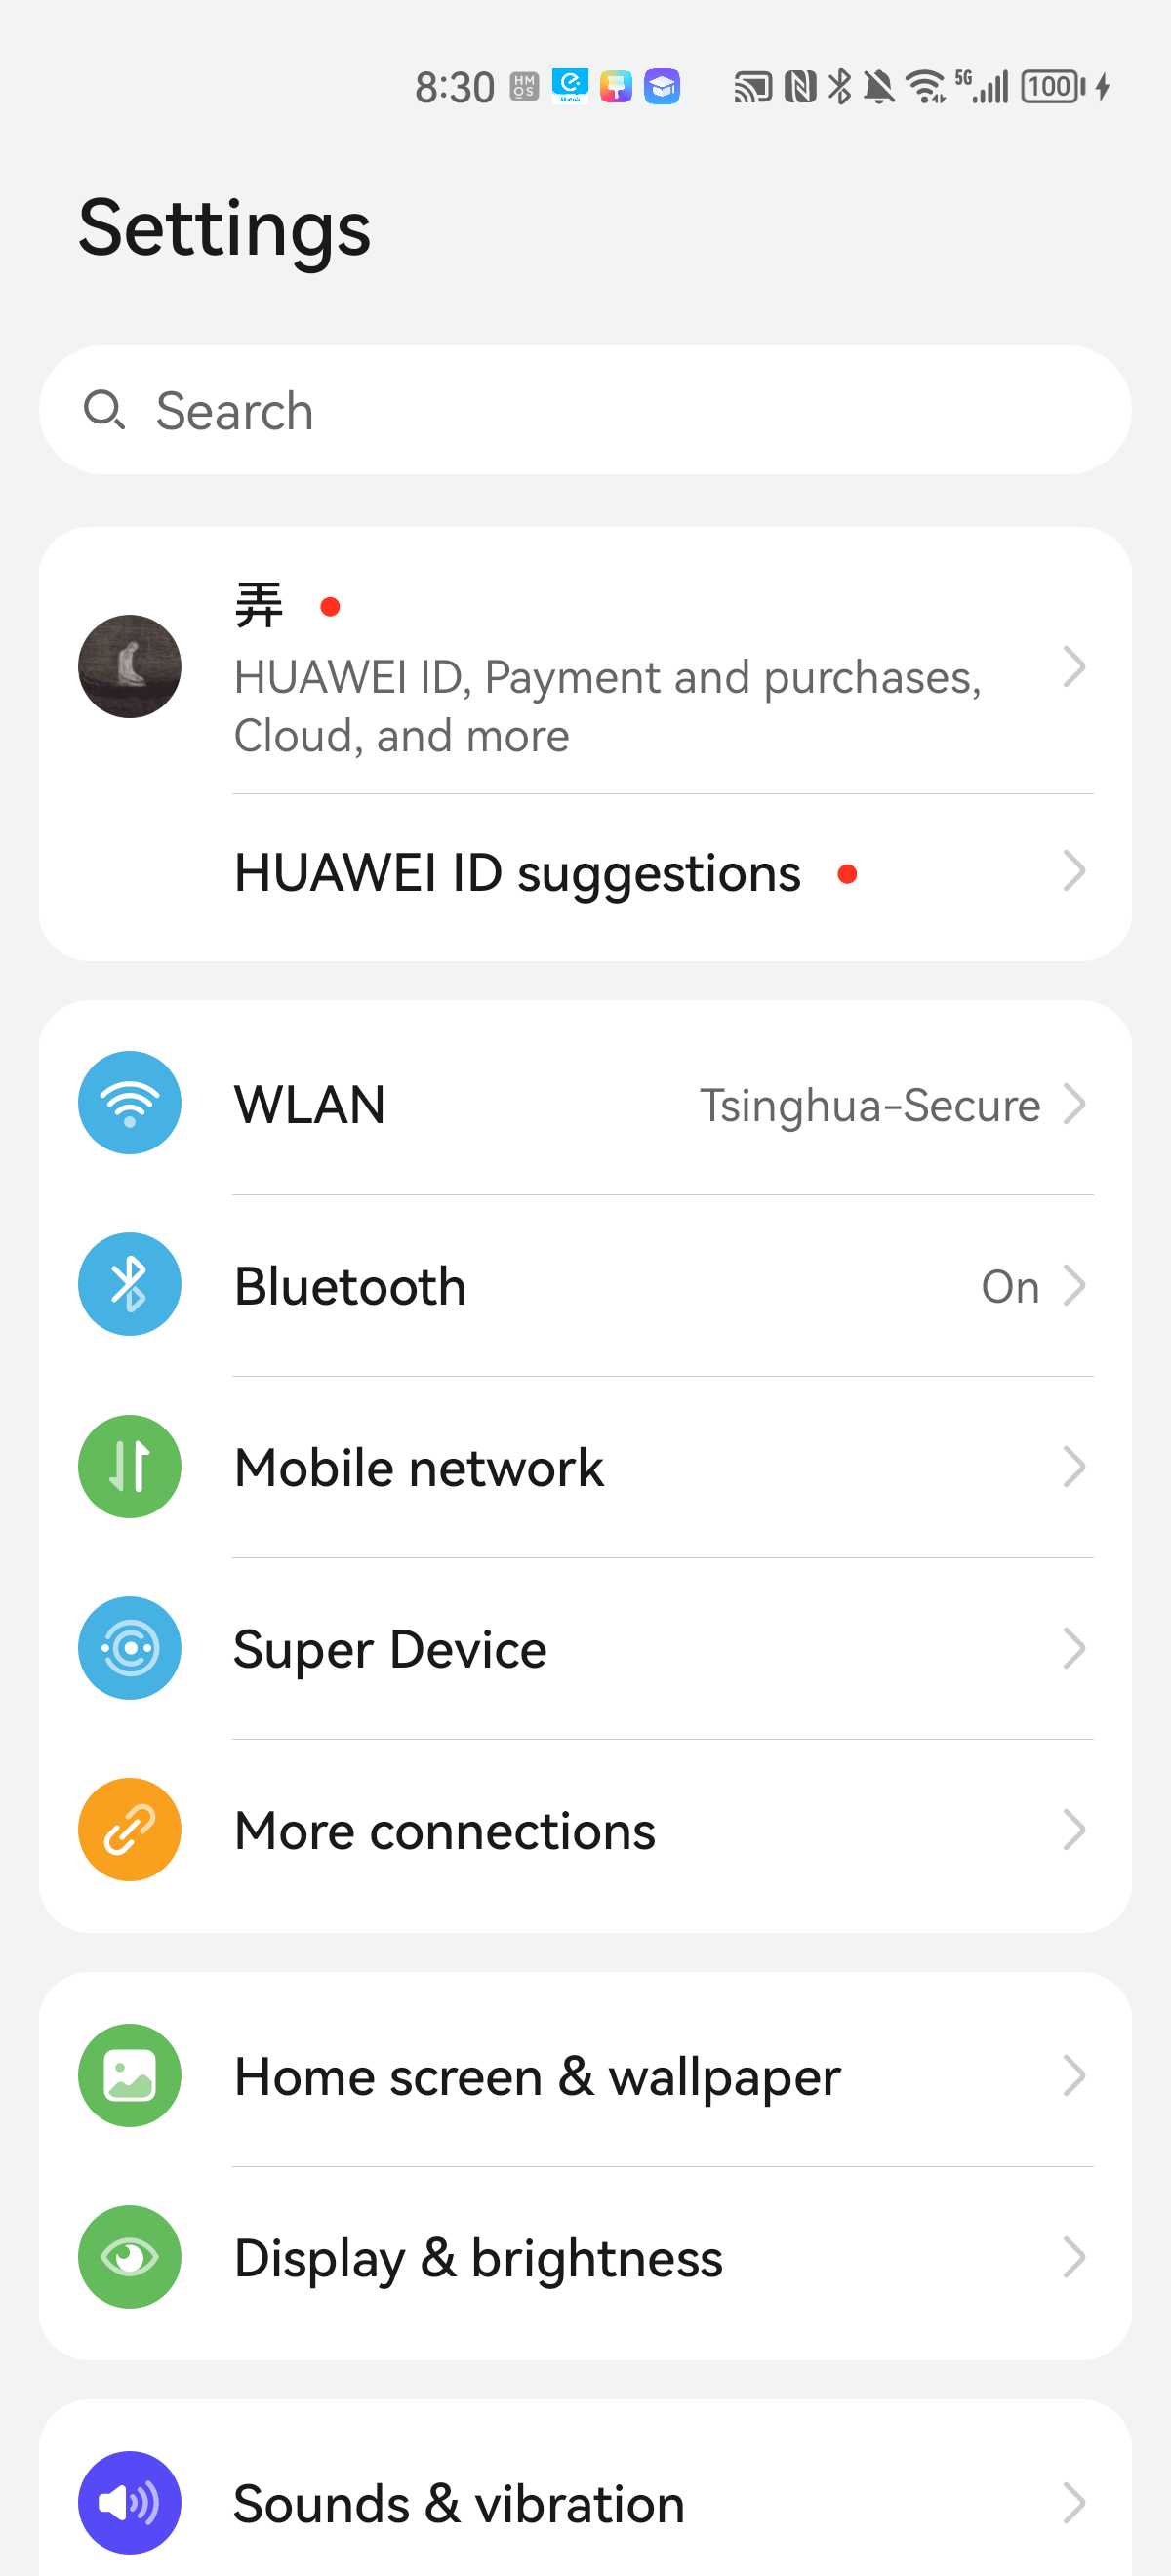 8:30
HM
OS
5G
100
Settings
Search
弄
HUAWEI ID, Payment and purchases,
Cloud, and more
HUAWEI ID suggestions
WLAN
Tsinghua-Secure
Bluetooth
On
Mobile network
Super Device
More connections
Home screen & wallpaper
Display & brightness
Sounds & vibration